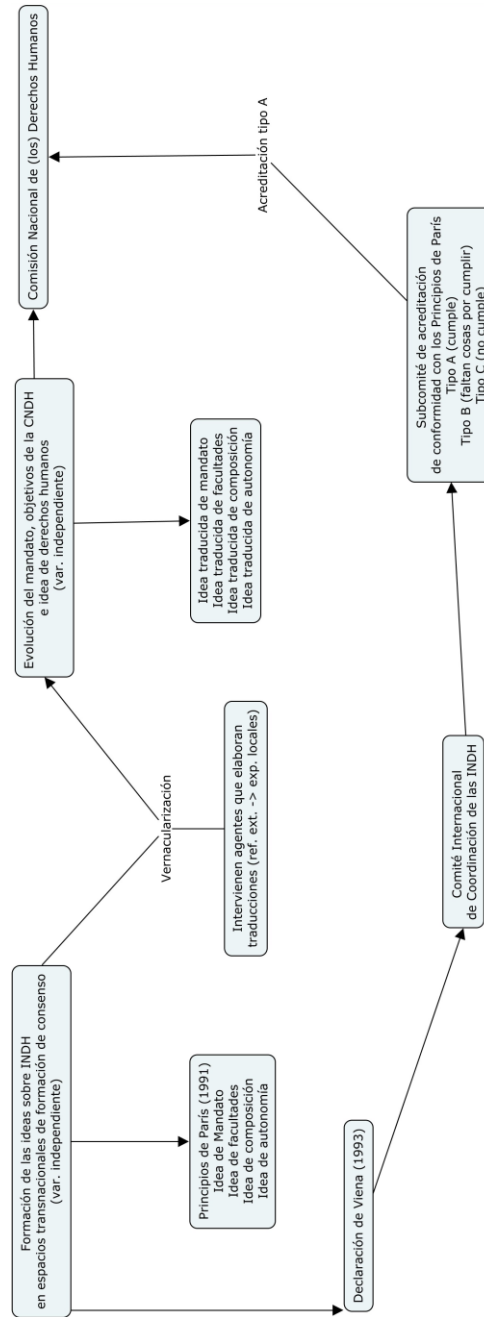 Formación de las ideas sobre INDH
en espacios transnacionales de formación de consenso
(var. independiente)
Vernacularización
Evolución del mandato, objetivos de la CNDH
e idea de derechos humanos
(var. independiente)
Comisión Nacional de (los) Derechos Humanos
Principios de París (1991)
Idea de Mandato
Idea de facultades
Idea de composición
Idea de autonomía
Intervienen agentes que elaboran
traducciones (ref. ext. -> exp. locales)
Idea traducida de mandato
Idea traducida de facultades
Idea traducida de composición
Idea traducida de autonomía
Acreditación tipo A
Declaración de Viena (1993)
Comité Internacional
de Coordinación de las INDH
Subcomité de acreditación
de conformidad con los Principios de París
Tipo A (cumple)
Tipo B (faltan cosas por cumplir)
Tipo C (no cumple)